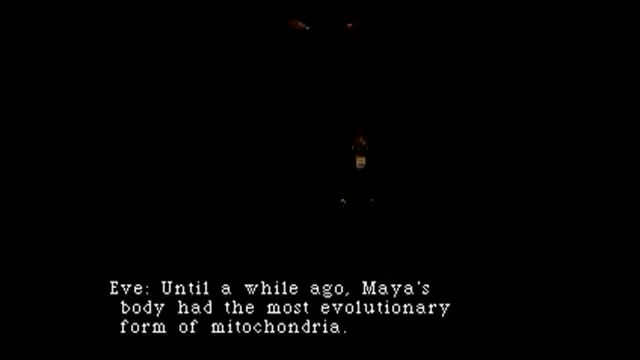 Eve: Until a while ago, Maya's
body had the most evolutionary
form of mitochondria.